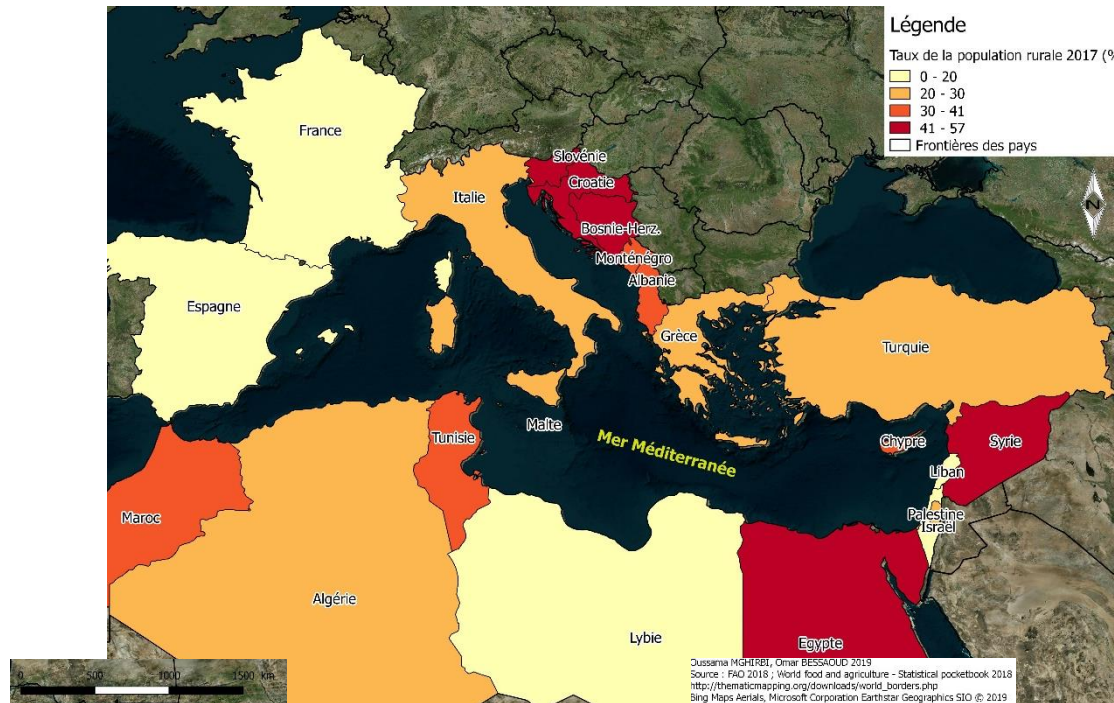 Légende
Taux de la population rurale 2017 (%
0 - 20
20 - 30
30 - 41
41 - 57
Frontières des pays
N
France
Slovénie
Italie
Croatie
Bosnie-Herz.
Monténégro
Albanie
Espagne
Grèce
Turquie
Malte
Tunisie
Mer Méditerranée
Chypre
Syrie
Liban
Maroc
Palestine
Israël
Algérie
Lybie
Egypte
0 500 1000 1500 km
Oussama MGHIRBI, Omar BESSAOUD 2019
Source : FAO 2018 ; World food and agriculture - Statistical pocketbook 2018
http://thematicmapping.org/downloads/world_borders.php
Bing Maps Aerials, Microsoft Corporation Earthstar Geographics SIO © 2019